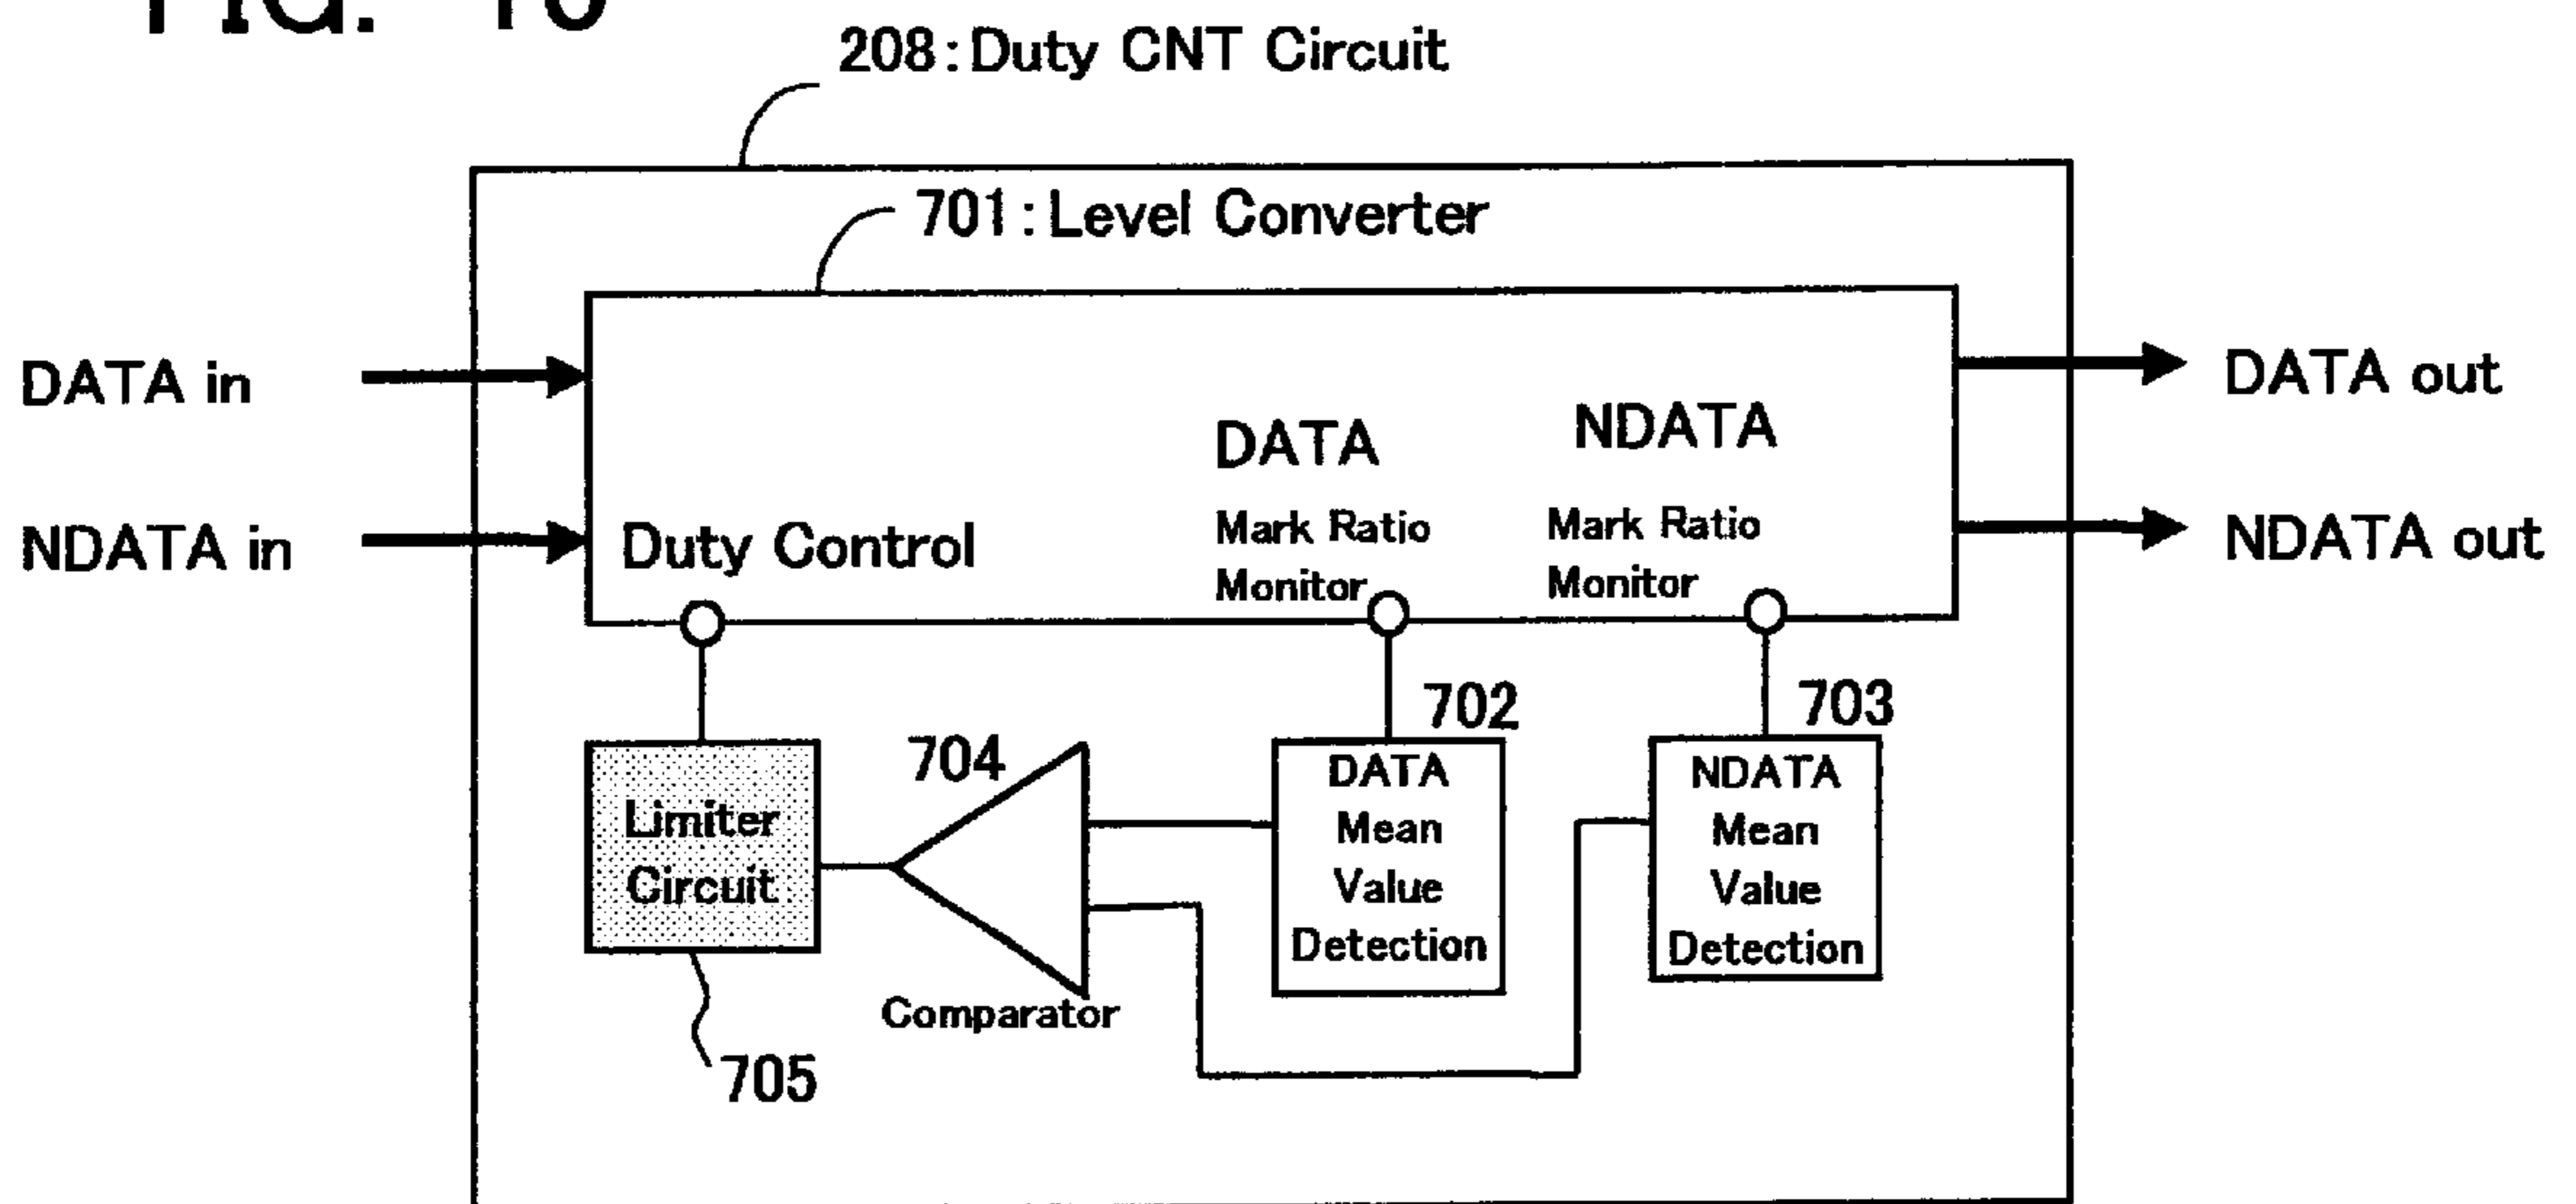 FIG.
208:Duty CNT Circuit
701:Level Converter
DATA in
NDATA in
DATA out
NDATA out
Duty Control
DATA
Mark Ratio
Monitor
NDATA
Mark Ratio
Monitor
702
703
704
Limiter
Circuit
705
Comparator
DATA
Mean
Value
Detection
NDATA
Mean
Value
Detection